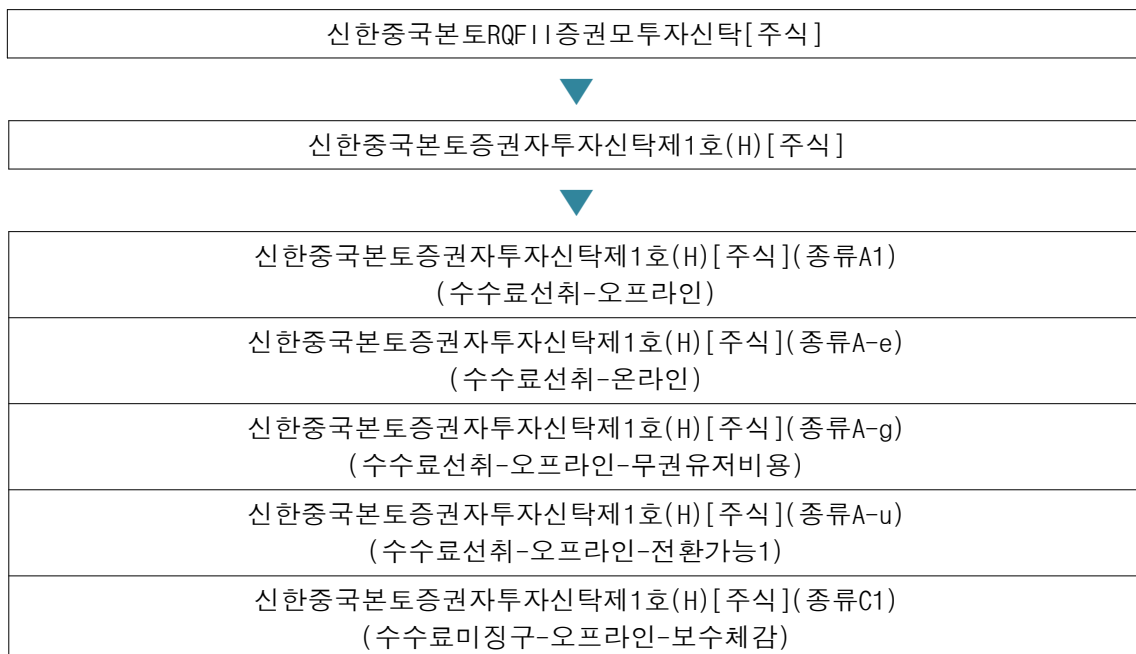 신한중국본토RQFII증권모투자신탁[주식]
신한중국본토증권자투자신탁제1호(H)[주식]
신한중국본토증권자투자신탁제1호(H)[주식](종류A1)
(수수료선취-오프라인)
신한중국본토증권자투자신탁제1호(H)[주식](종류A-e)
(수수료선취-온라인)
신한중국본토증권자투자신탁제1호(H)[주식](종류A-g)
(수수료선취-오프라인-무권유저비용)
신한중국본토증권자투자신탁제1호(H)[주식](종류A-u)
(수수료선취-오프라인-전환가능1)
신한중국본토증권자투자신탁제1호(H)[주식](종류C1)
(수수료미징구-오프라인-보수체감)